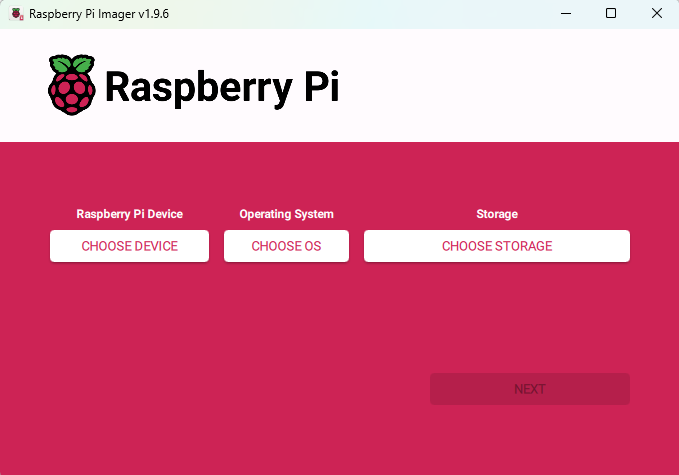 Raspberry Pi Imager v1.9.6
Raspberry Pi
Raspberry Pi Device
Operating System
Storage
CHOOSE DEVICE
CHOOSE OS
CHOOSE STORAGE
NEXT